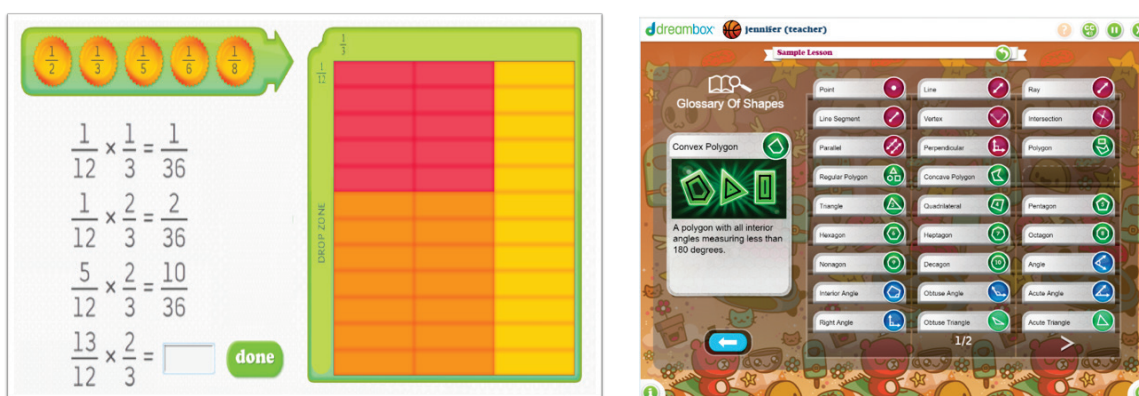 1/2 1/3 1/5 1/6 1/8
1/12 × 1/3 = 1/36
1/12 × 2/3 = 2/36
5/12 × 2/3 = 10/36
13/12 × 2/3 =
done
1/3
1/12
DROP ZONE
dreambox jennifer (teacher)
Sample Lesson
Glossary Of Shapes
Convex Polygon
A polygon with all interior
angles measuring less than
180 degrees.
Point Line Ray
Line Segment Vertex Intersection
Parallel Perpendicular Polygon
Regular Polygon Concave Polygon
Triangle Quadrilateral Pentagon
Hexagon Heptagon Octagon
Nonagon Decagon Angle
Interior Angle Obtuse Angle Acute Angle
Right Angle Obtuse Triangle Acute Triangle
1/2 >